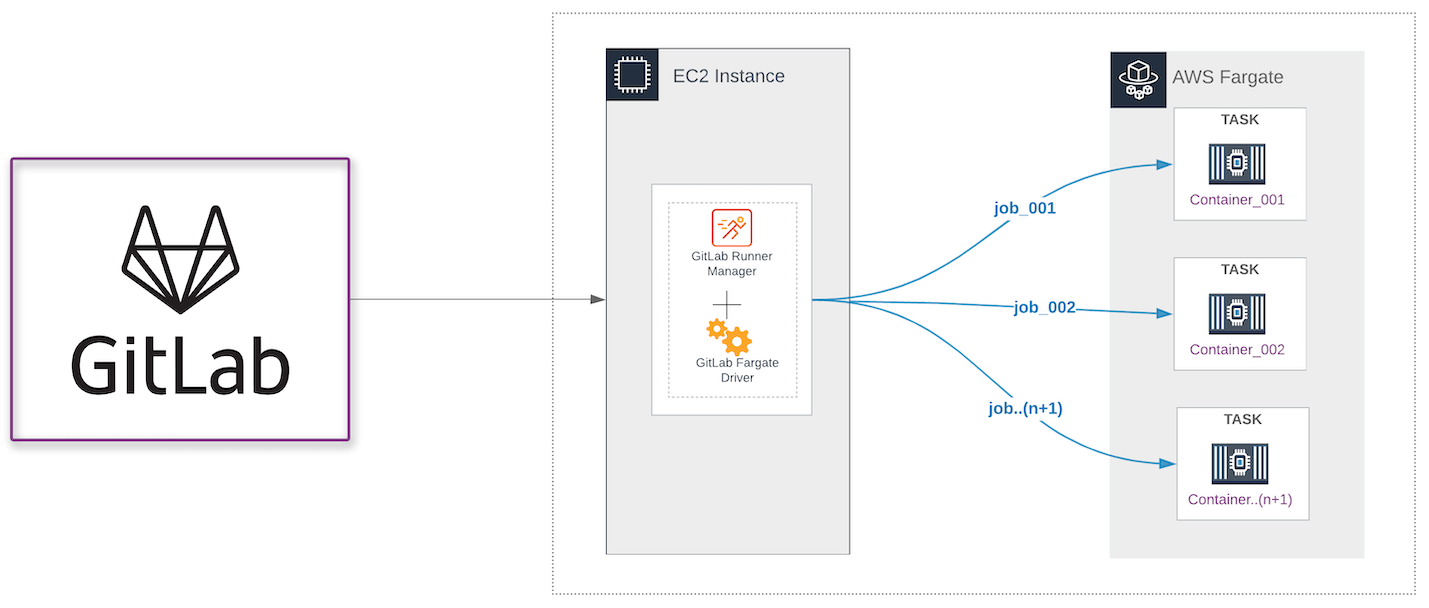 GitLab
EC2 Instance
GitLab Runner
Manager
GitLab Fargate
Driver
job_001
job_002
job..(n+1)
AWS Fargate
TASK
Container_001
TASK
Container_002
TASK
Container..(n+1)